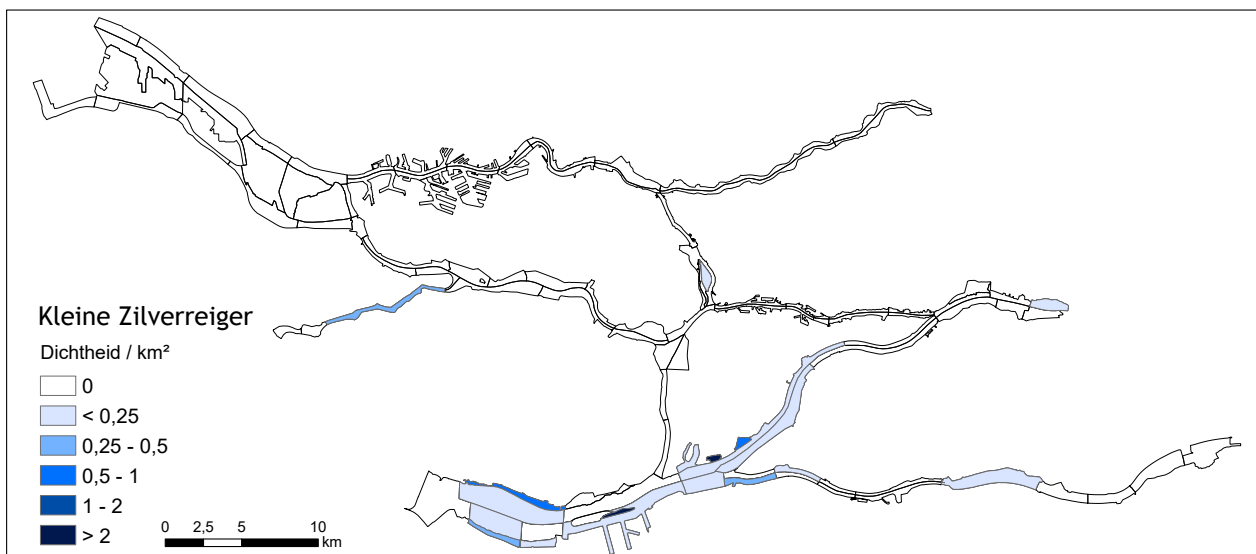 Kleine Zilverreiger
Dichtheid / km²
0
< 0,25
0,25 - 0,5
0,5 - 1
1 - 2
> 2
0 2,5 5 10
km